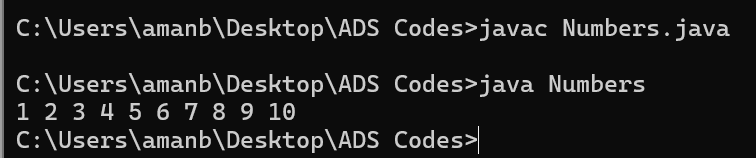 C:\Users\amanb\Desktop\ADS Codes>javac Numbers.java
C:\Users\amanb\Desktop\ADS Codes>java Numbers
1 2 3 4 5 6 7 8 9 10
C:\Users\amanb\Desktop\ADS Codes>